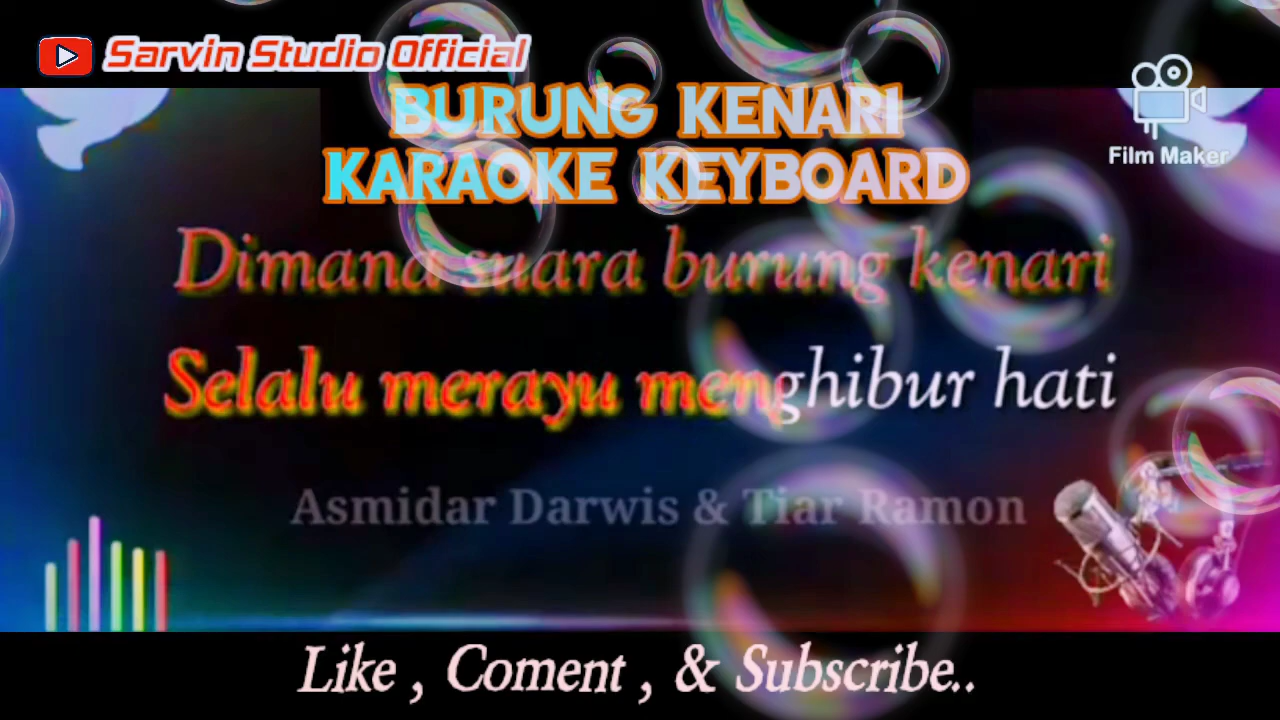 Sarvin Studio Official
BURUNG KENARI
KARAOKE KEYBOARD
Film Maker
Dimana suara burung kenari
Selalu merayu menghibur hati
Asmidar Darwis & Tiar Ramon
Like , Coment , & Subscribe..